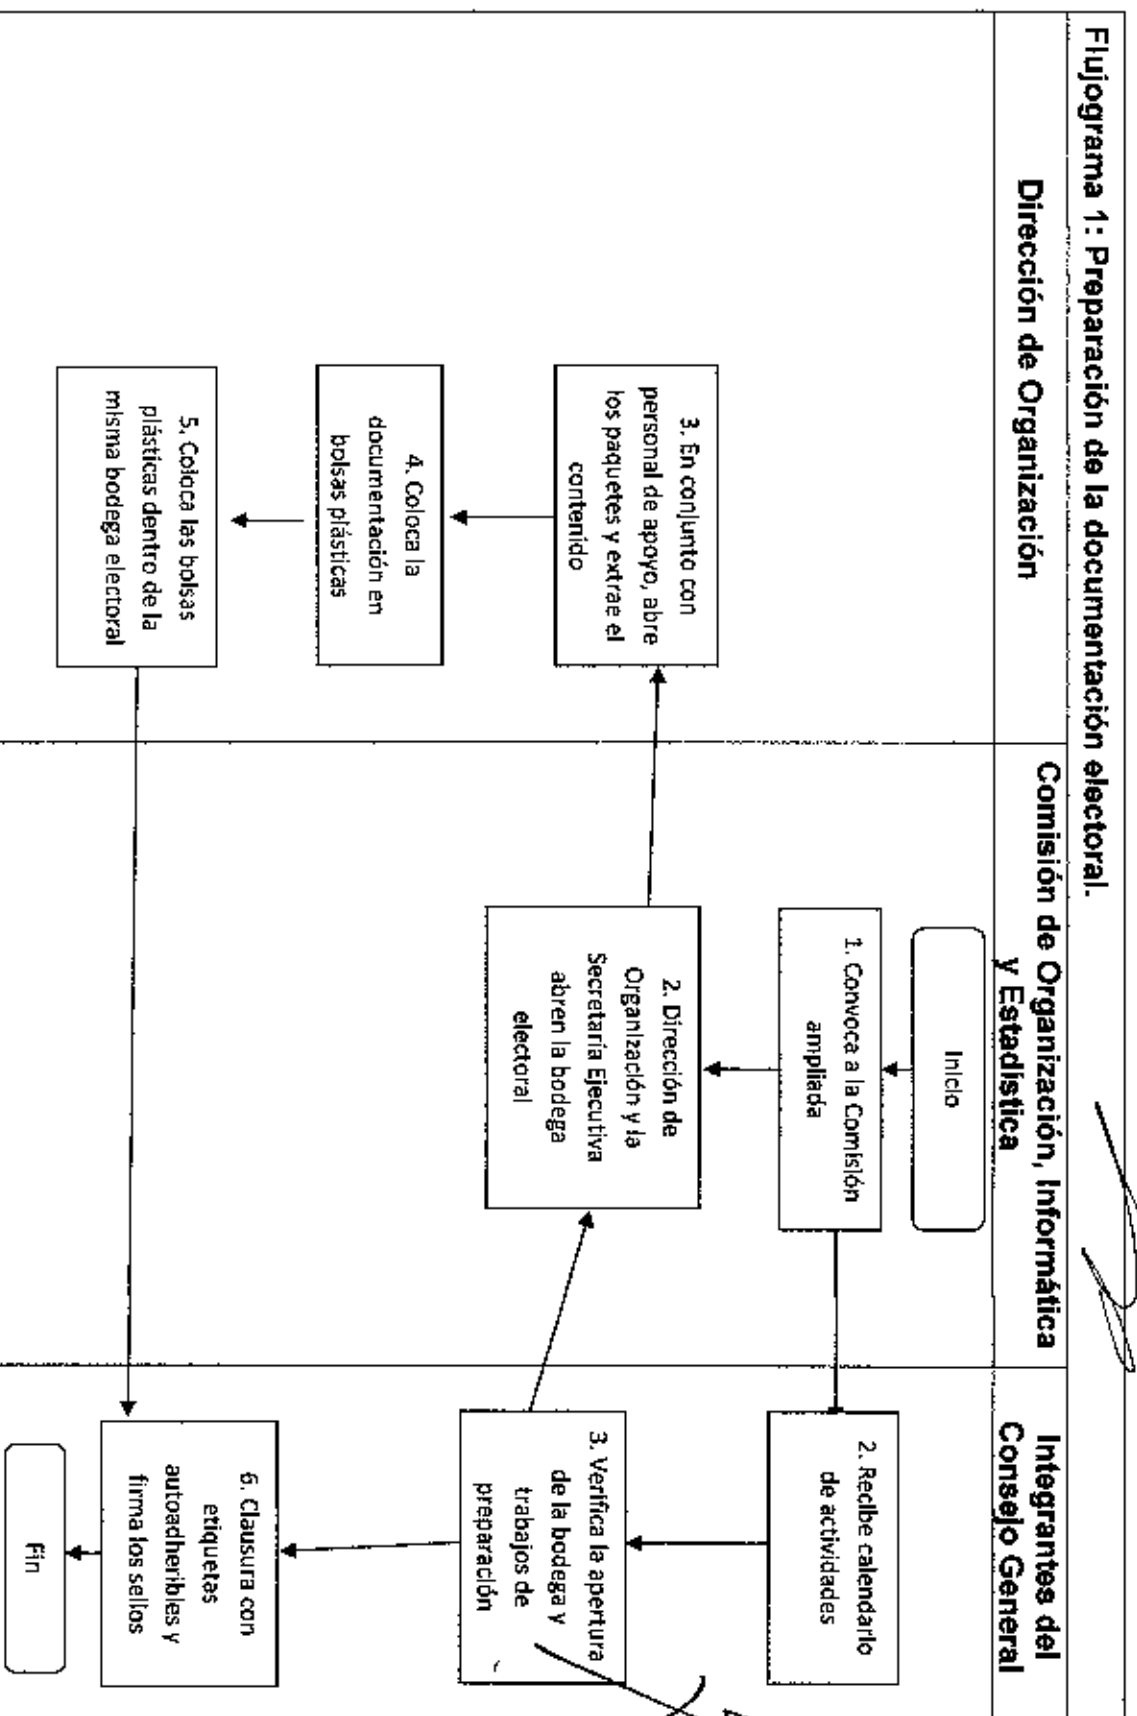 Flujograma 1: Preparación de la documentación electoral.
Dirección de Organización
Comisión de Organización, Informática
y Estadística
Integrantes del
Consejo General
Inicio
1. Convoca a la Comisión
ampliada
2. Recibe calendario
de actividades
2. Dirección de
Organización y la
Secretaría Ejecutiva
abren la bodega
electoral
3. Verifica la apertura
de la bodega y
trabajos de
preparación
3. En conjunto con
personal de apoyo, abre
los paquetes y extrae el
contenido
4. Coloca la
documentación en
bolsas plásticas
5. Coloca las bolsas
plásticas dentro de la
misma bodega electoral
6. Clausura con
etiquetas
autoadheribles y
firma los sellos
Fin